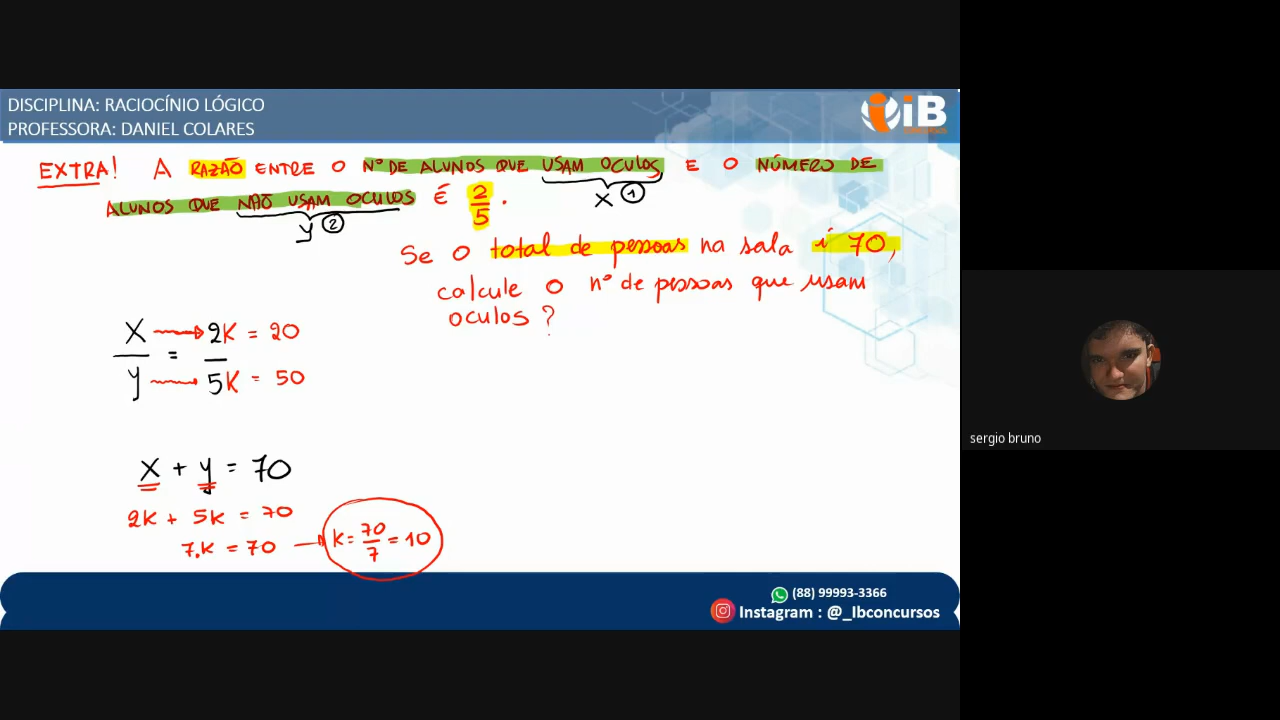 DISCIPLINA: RACIOCÍNIO LÓGICO
PROFESSORA: DANIEL COLARES
iB
CONCURSOS
EXTRA! A RAZÃO ENTRE O Nº DE ALUNOS QUE USAM OCULOS E O NÚMERO DE
ALUNOS QUE NÃO USAM OCULOS É 2/5.
X ①
y ②
Se o total de pessoas na sala é 70,
calcule o nº de pessoas que usam
oculos?
X → 2K = 20
=
y → 5K = 50
X + y = 70
2K + 5K = 70
7.K = 70 → K = 70/7 = 10
(88) 99993-3366
Instagram : @_Ibconcursos
sergio bruno